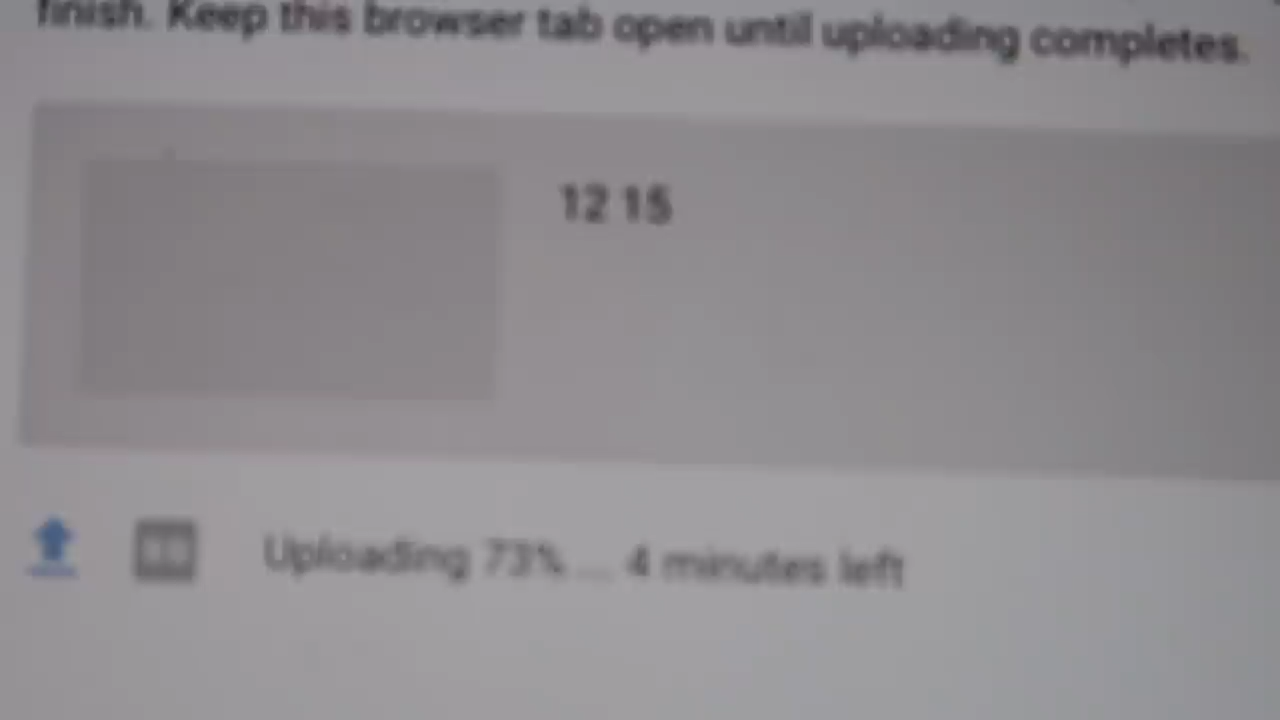 finish. Keep this browser tab open until uploading completes.
12 15
Uploading 73% ... 4 minutes left